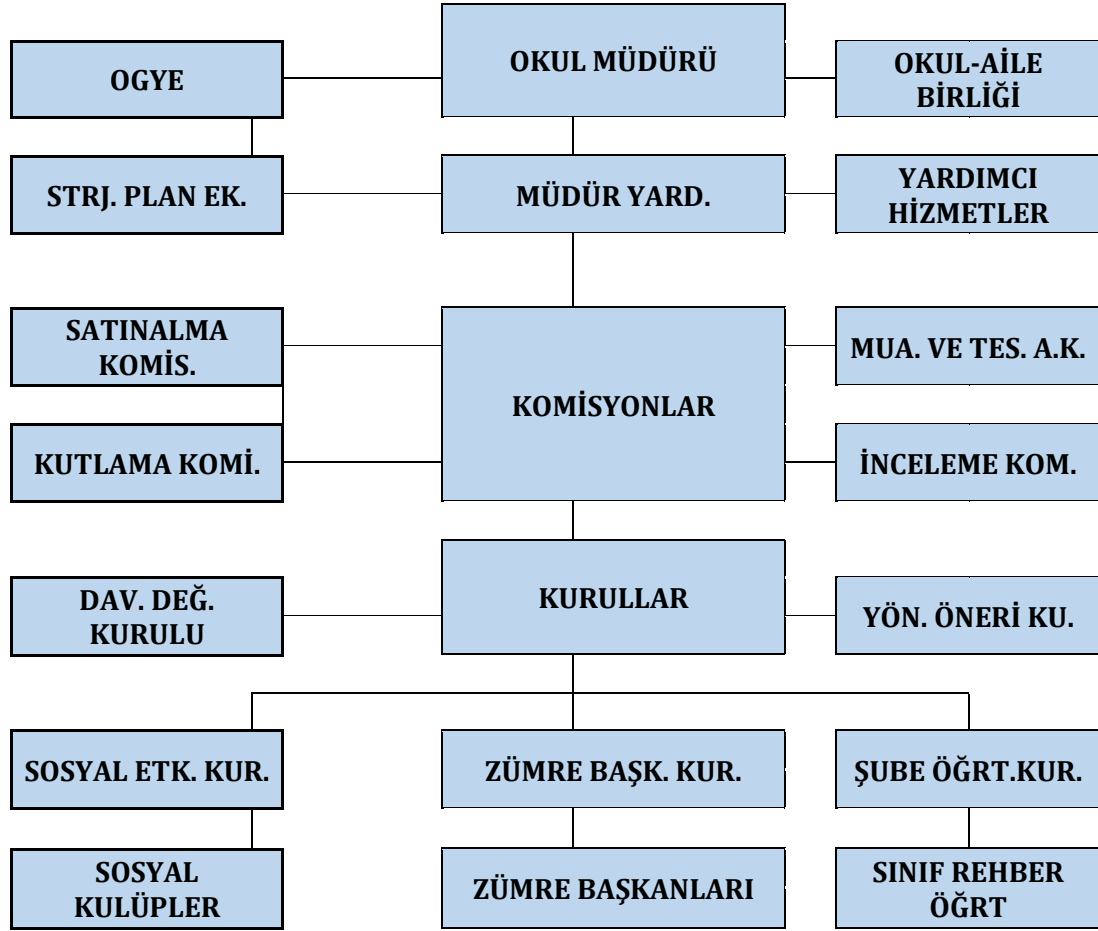 OGYE
OKUL MÜDÜRÜ
OKUL-AİLE
BİRLİĞİ
STRJ. PLAN EK.
MÜDÜR YARD.
YARDIMCI
HİZMETLER
SATINALMA
KOMİS.
KOMİSYONLAR
MUA. VE TES. A.K.
KUTLAMA KOMİ.
İNCELEME KOM.
DAV. DEĞ.
KURULU
KURULLAR
YÖN. ÖNERİ KU.
SOSYAL ETK. KUR.
ZÜMRE BAŞK. KUR.
ŞUBE ÖĞRT.KUR.
SOSYAL
KULÜPLER
ZÜMRE BAŞKANLARI
SINIF REHBER
ÖĞRT